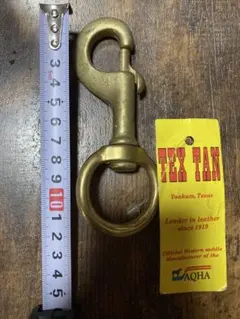 3
4
5
6
7
8
9
10
1
2
3
4
5
TEX TAN
Yoakum, Texas
Leader in leather
since 1919
Official Western saddle
Manufacturer of the
AQHA